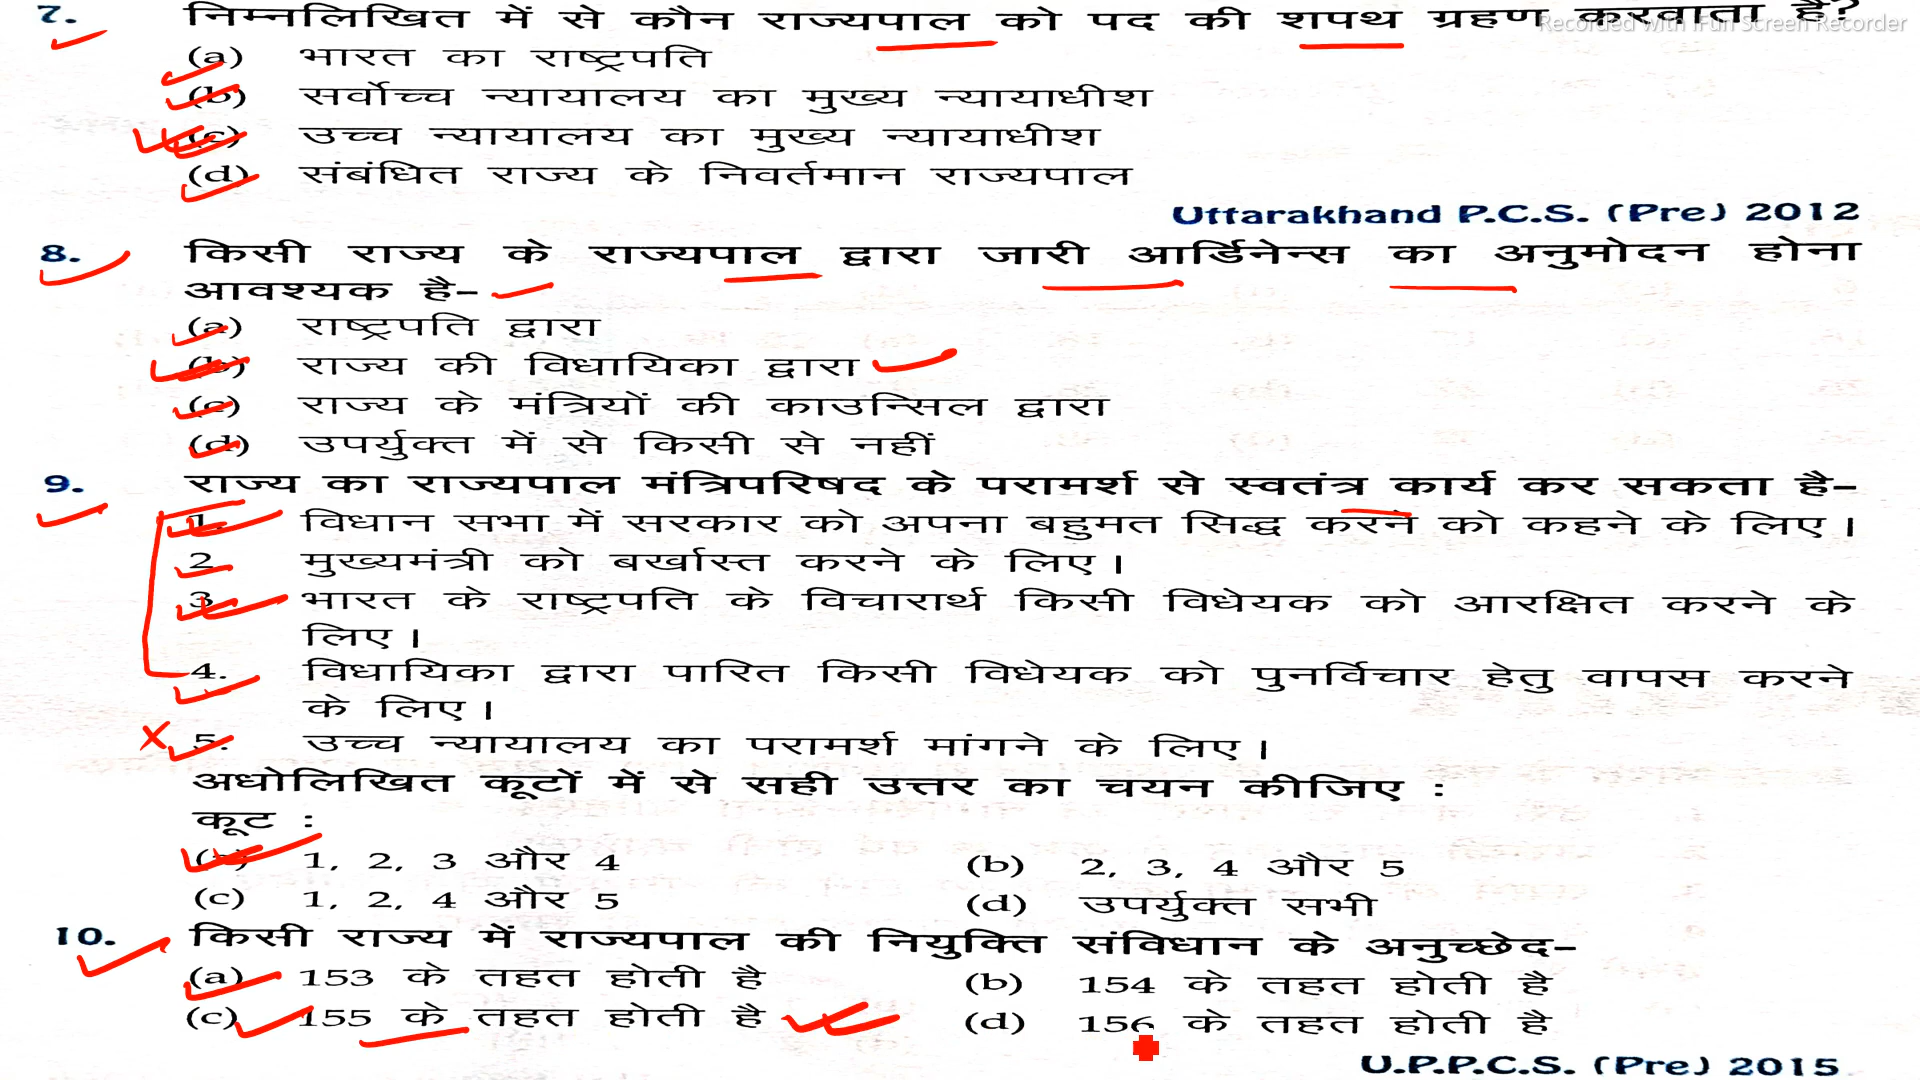 7. निम्नलिखित में से कौन राज्यपाल को पद की शपथ ग्रहण करवाता है?
Recorded with iFun Screen Recorder
(a) भारत का राष्ट्रपति
(b) सर्वोच्च न्यायालय का मुख्य न्यायाधीश
(c) उच्च न्यायालय का मुख्य न्यायाधीश
(d) संबंधित राज्य के निवर्तमान राज्यपाल
Uttarakhand P.C.S. (Pre) 2012
8. किसी राज्य के राज्यपाल द्वारा जारी आर्डिनेन्स का अनुमोदन होना
आवश्यक है–
(a) राष्ट्रपति द्वारा
(b) राज्य की विधायिका द्वारा
(c) राज्य के मंत्रियों की काउन्सिल द्वारा
(d) उपर्युक्त में से किसी से नहीं
9. राज्य का राज्यपाल मंत्रिपरिषद के परामर्श से स्वतंत्र कार्य कर सकता है–
1. विधान सभा में सरकार को अपना बहुमत सिद्ध करने को कहने के लिए।
2. मुख्यमंत्री को बर्खास्त करने के लिए।
3. भारत के राष्ट्रपति के विचारार्थ किसी विधेयक को आरक्षित करने के
लिए।
4. विधायिका द्वारा पारित किसी विधेयक को पुनर्विचार हेतु वापस करने
के लिए।
5. उच्च न्यायालय का परामर्श मांगने के लिए।
अधोलिखित कूटों में से सही उत्तर का चयन कीजिए :
कूट :
(a) 1, 2, 3 और 4 (b) 2, 3, 4 और 5
(c) 1, 2, 4 और 5 (d) उपर्युक्त सभी
10. किसी राज्य में राज्यपाल की नियुक्ति संविधान के अनुच्छेद–
(a) 153 के तहत होती है (b) 154 के तहत होती है
(c) 155 के तहत होती है (d) 156 के तहत होती है
U.P.P.C.S. (Pre) 2015